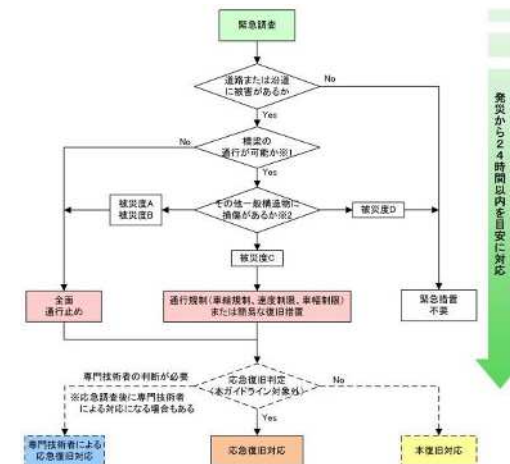 緊急調査
道路または沿道
に被害があるか
No
Yes
橋梁の
通行が可能か※1
No
Yes
その他一般構造物に
損傷があるか※2
被災度A
被災度B
被災度D
被災度C
全面
通行止め
通行規制(車線規制、速度制限、車幅制限)
または簡易な復旧措置
緊急措置
不要
発災から24時間以内を目安に対応
専門技術者の判断が必要
※応急調査後に専門技術者
による対応になる場合もある
応急復旧判定
(本ガイドライン対象外)
No
Yes
専門技術者による
応急復旧対応
応急復旧対応
本復旧対応